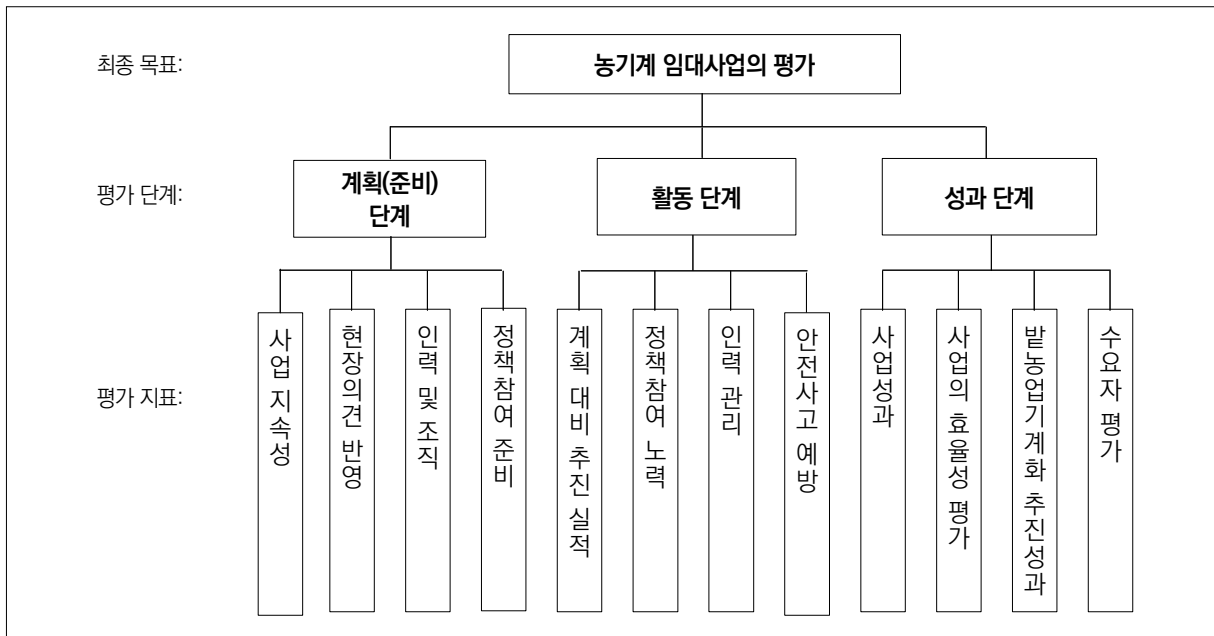 최종 목표:
농기계 임대사업의 평가
평가 단계:
계획(준비)
단계
활동 단계
성과 단계
평가 지표:
사업 지속성
현장의견 반영
인력 및 조직
정책참여 준비
계획 대비 추진 실적
정책참여 노력
인력 관리
안전사고 예방
사업성과
사업의 효율성 평가
밭농업기계화 추진성과
수요자 평가